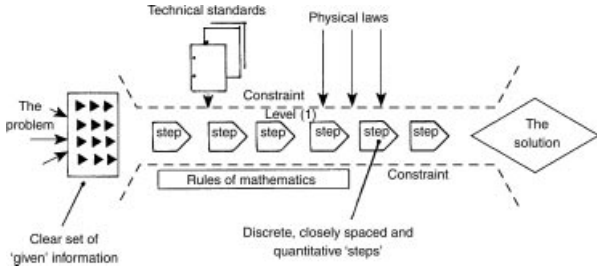 Technical standards
Physical laws
Constraint
Level (1)
The
problem
step
step
step
step
step
step
The
solution
Rules of mathematics
Constraint
Clear set of
'given' information
Discrete, closely spaced and
quantitative 'steps'